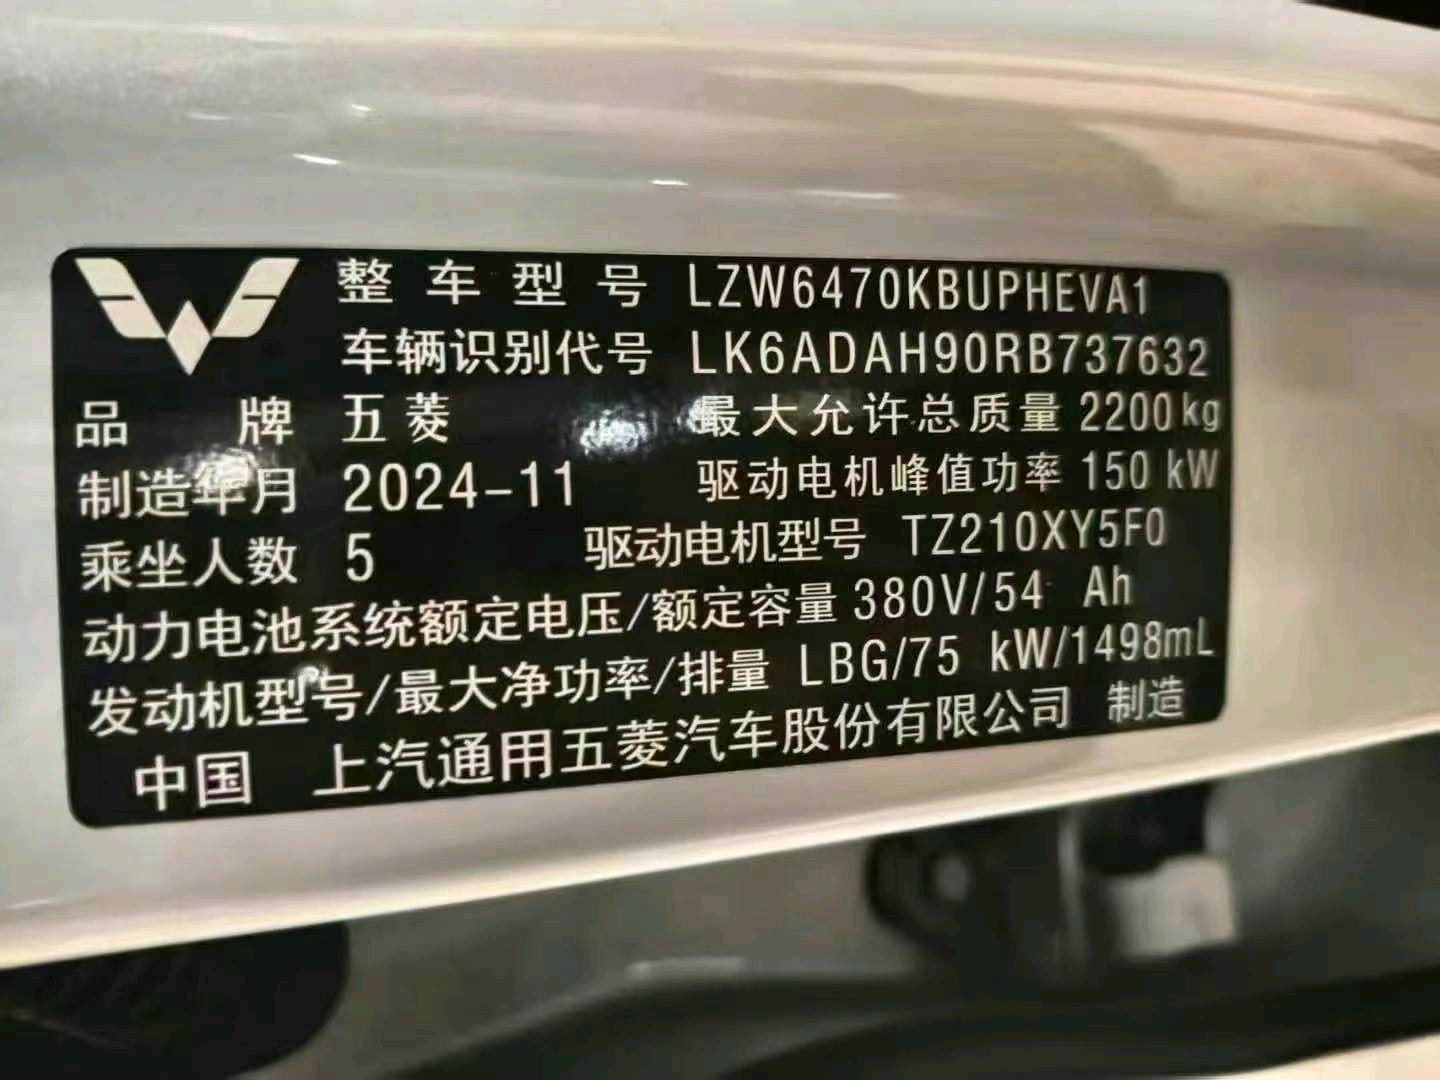 整车型号 LZW6470KBUPHEVA1
车辆识别代号 LK6ADAH90RB737632
品牌 五菱 最大允许总质量 2200kg
制造年月 2024-11 驱动电机峰值功率 150 kW
乘坐人数 5 驱动电机型号 TZ210XY5F0
动力电池系统额定电压/额定容量 380V/54 Ah
发动机型号/最大净功率/排量 LBG/75 kW/1498mL
中国 上汽通用五菱汽车股份有限公司 制造